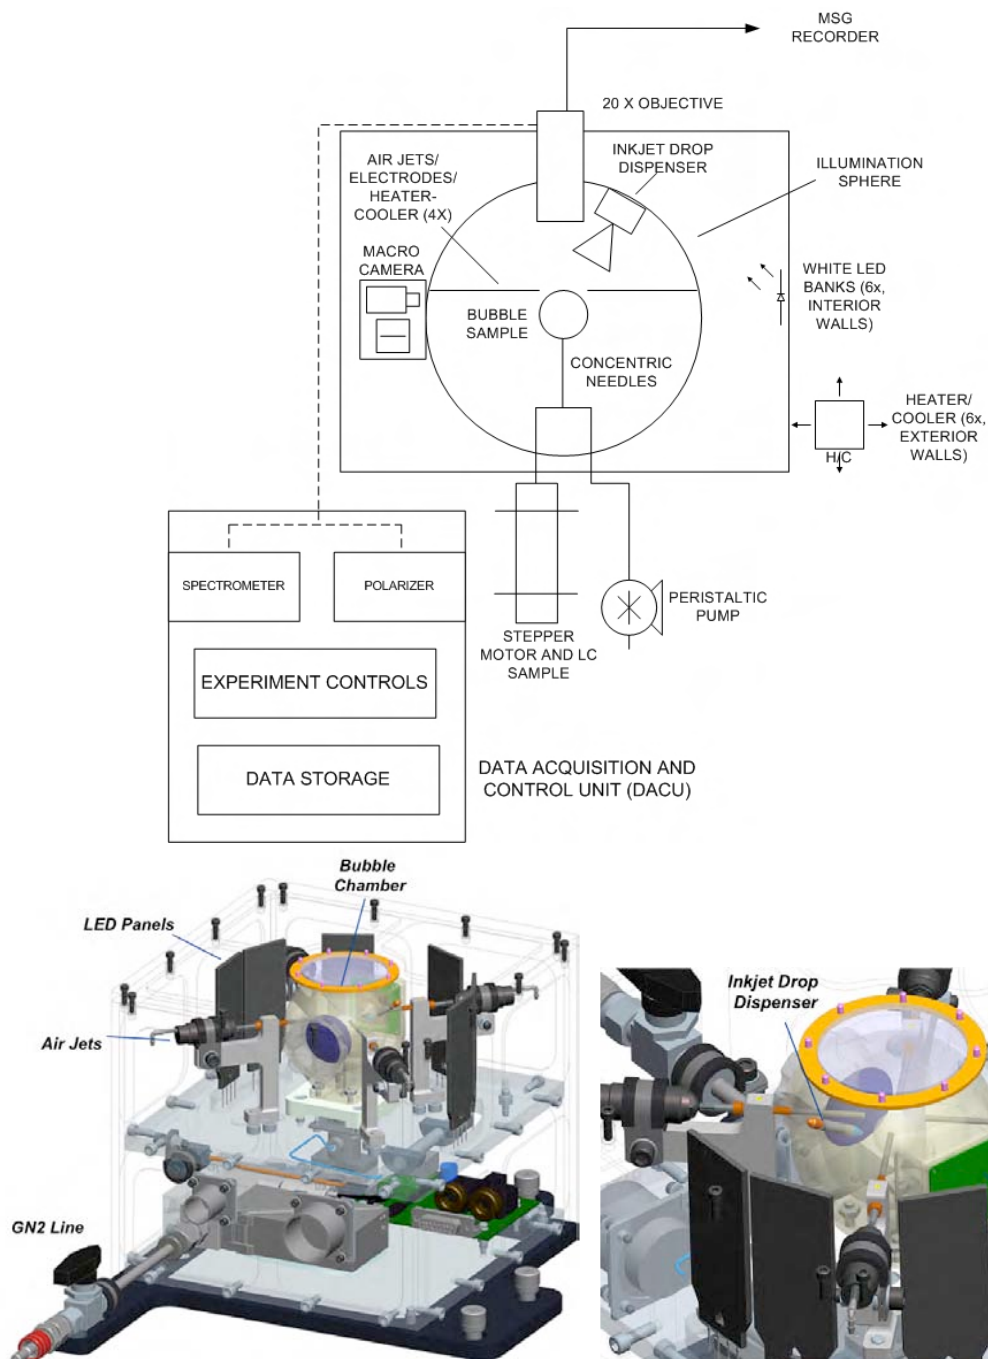 MSG
RECORDER
20 X OBJECTIVE
AIR JETS/
ELECTRODES/
HEATER-
COOLER (4X)
INKJET DROP
DISPENSER
ILLUMINATION
SPHERE
MACRO
CAMERA
WHITE LED
BANKS (6x,
INTERIOR
WALLS)
BUBBLE
SAMPLE
CONCENTRIC
NEEDLES
HEATER/
COOLER (6x,
EXTERIOR
WALLS)
H/C
SPECTROMETER
POLARIZER
PERISTALTIC
PUMP
STEPPER
MOTOR AND LC
SAMPLE
EXPERIMENT CONTROLS
DATA STORAGE
DATA ACQUISITION AND
CONTROL UNIT (DACU)
Bubble
Chamber
LED Panels
Air Jets
GN2 Line
Inkjet Drop
Dispenser